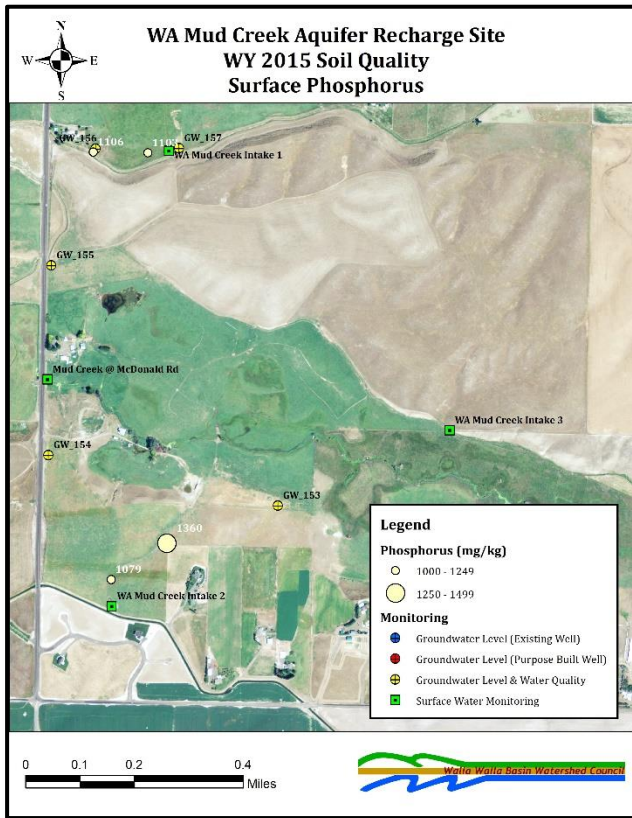 WA Mud Creek Aquifer Recharge Site
WY 2015 Soil Quality
Surface Phosphorus
N
W E
S
GW_156
1106
GW_157
WA Mud Creek Intake 1
GW_155
Mud Creek @ McDonald Rd
WA Mud Creek Intake 3
GW_154
GW_153
1360
1079
WA Mud Creek Intake 2
Legend
Phosphorus (mg/kg)
1000 - 1249
1250 - 1499
Monitoring
Groundwater Level (Existing Well)
Groundwater Level (Purpose Built Well)
Groundwater Level & Water Quality
Surface Water Monitoring
0 0.1 0.2 0.4
Miles
Walla Walla Basin Watershed Council